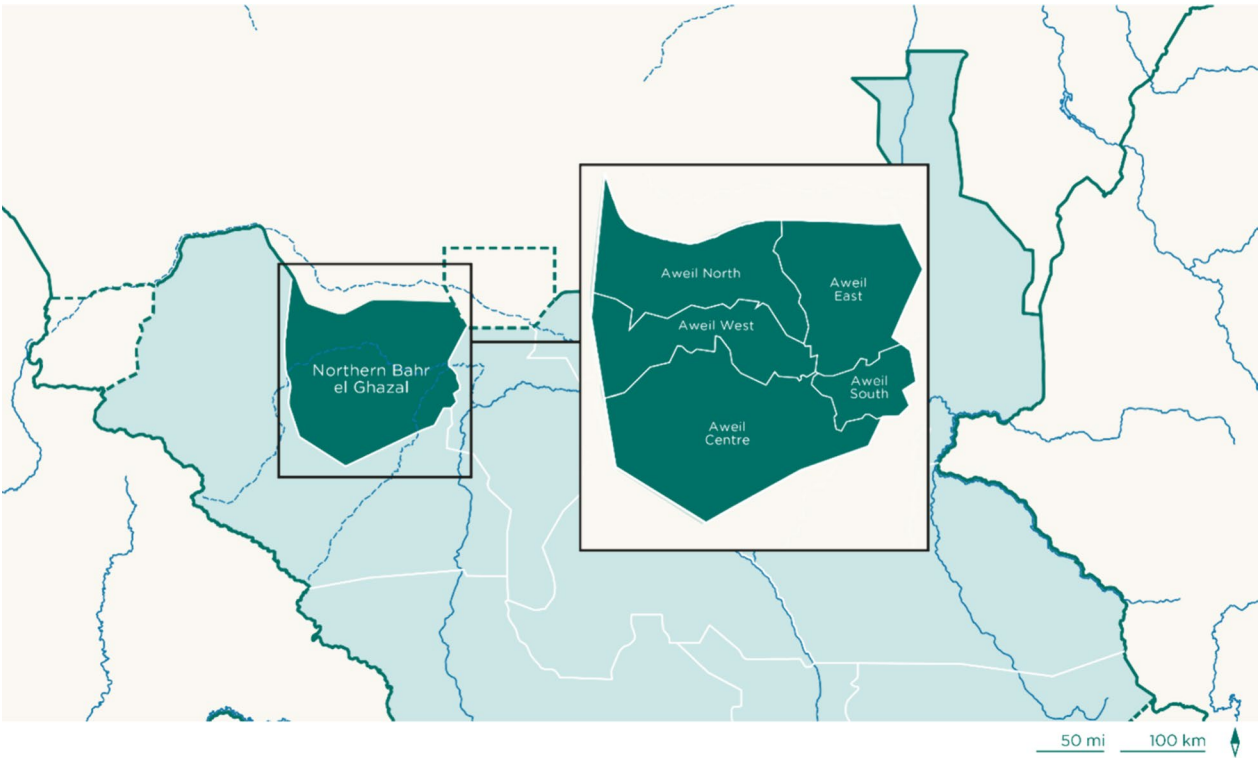 Northern Bahr
el Ghazal
Aweil North
Aweil
East
Aweil West
Aweil
South
Aweil
Centre
50 mi
100 km